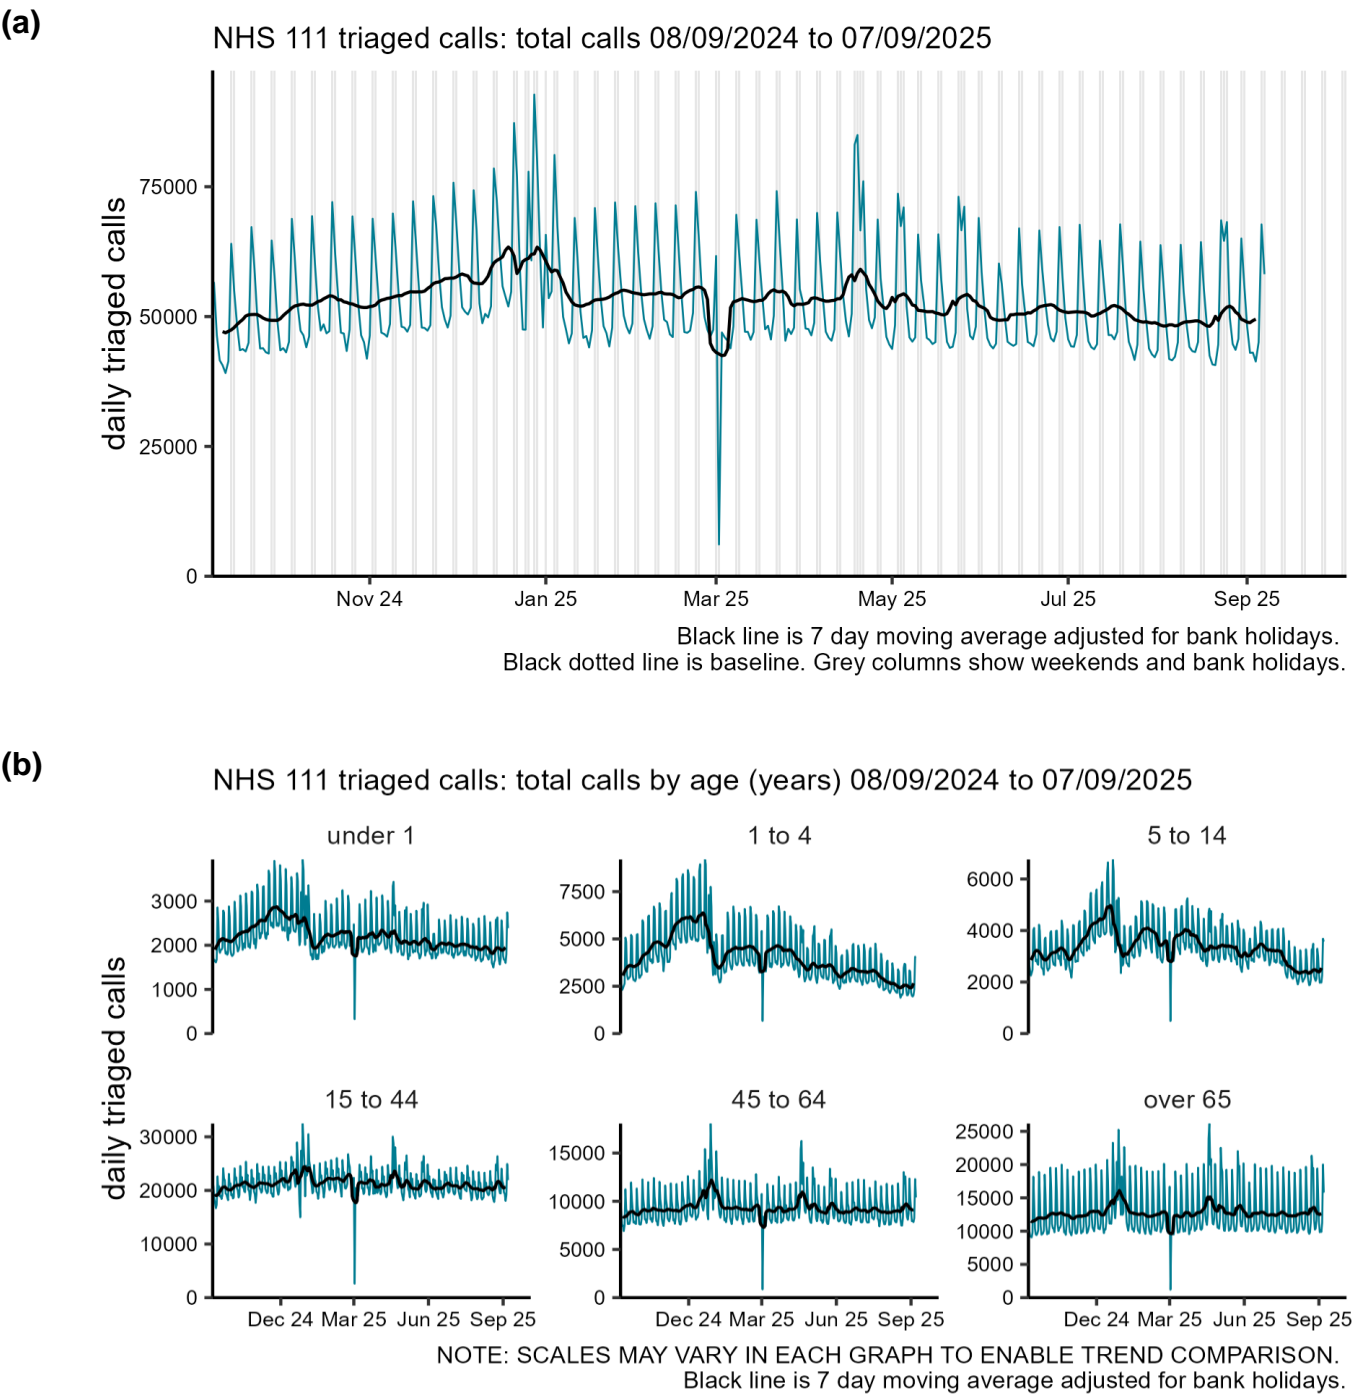 (a)
NHS 111 triaged calls: total calls 08/09/2024 to 07/09/2025
daily triaged calls
75000
50000
25000
0
Nov 24 Jan 25 Mar 25 May 25 Jul 25 Sep 25
Black line is 7 day moving average adjusted for bank holidays.
Black dotted line is baseline. Grey columns show weekends and bank holidays.
(b)
NHS 111 triaged calls: total calls by age (years) 08/09/2024 to 07/09/2025
daily triaged calls
under 1
3000
2000
1000
0
1 to 4
7500
5000
2500
0
5 to 14
6000
4000
2000
0
15 to 44
30000
20000
10000
0
Dec 24 Mar 25 Jun 25 Sep 25
45 to 64
15000
10000
5000
0
Dec 24 Mar 25 Jun 25 Sep 25
over 65
25000
20000
15000
10000
5000
0
Dec 24 Mar 25 Jun 25 Sep 25
NOTE: SCALES MAY VARY IN EACH GRAPH TO ENABLE TREND COMPARISON.
Black line is 7 day moving average adjusted for bank holidays.